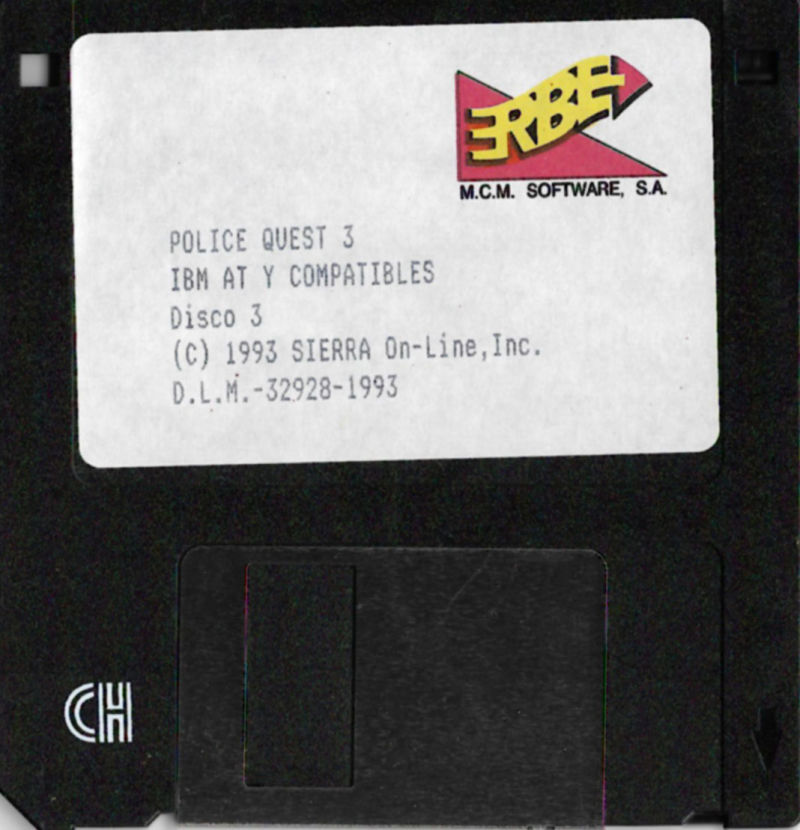 ERBE
M.C.M. SOFTWARE, S.A.
POLICE QUEST 3
IBM AT Y COMPATIBLES
Disco 3
(C) 1993 SIERRA On-Line,Inc.
D.L.M.-32928-1993
CH